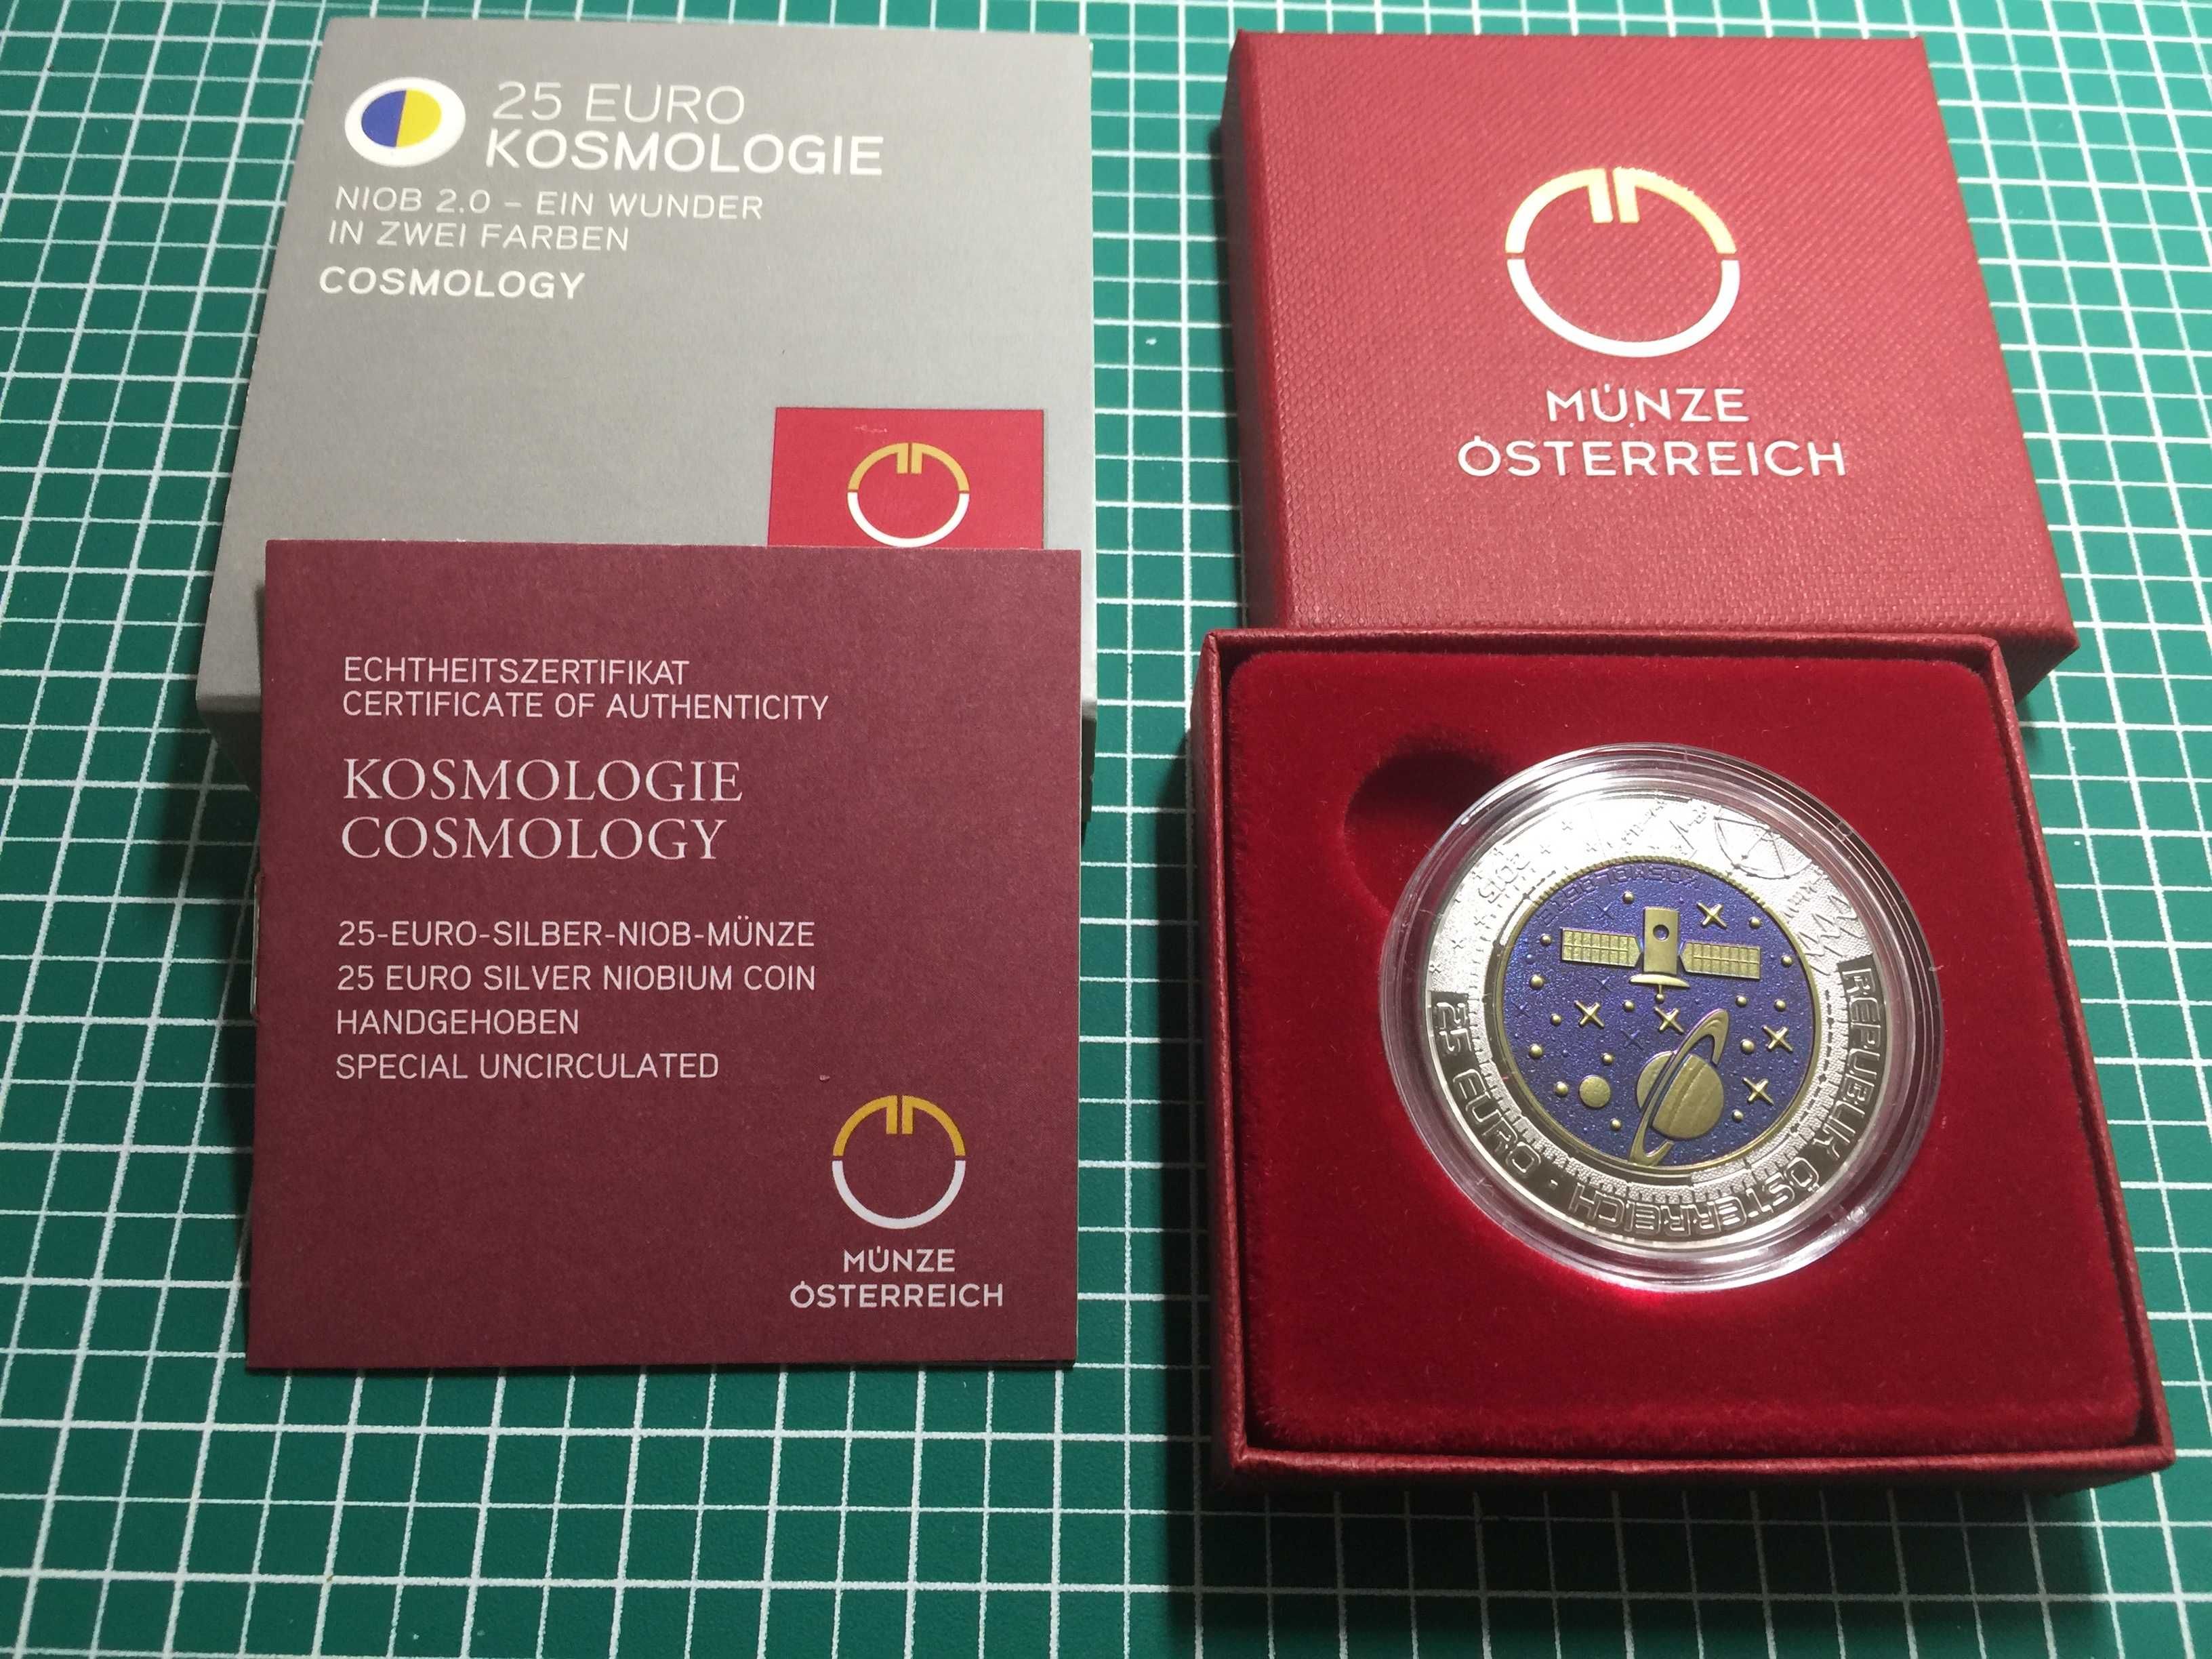 25 EURO
KOSMOLOGIE
NIOB 2.0 – EIN WUNDER
IN ZWEI FARBEN
COSMOLOGY
MÜNZE
ÖSTERREICH
ECHTHEITSZERTIFIKAT
CERTIFICATE OF AUTHENTICITY
KOSMOLOGIE
COSMOLOGY
25-EURO-SILBER-NIOB-MÜNZE
25 EURO SILVER NIOBIUM COIN
HANDGEHOBEN
SPECIAL UNCIRCULATED
MÜNZE
ÖSTERREICH
2015
KOSMOLOGIE
REPUBLIK ÖSTERREICH · 25 EURO